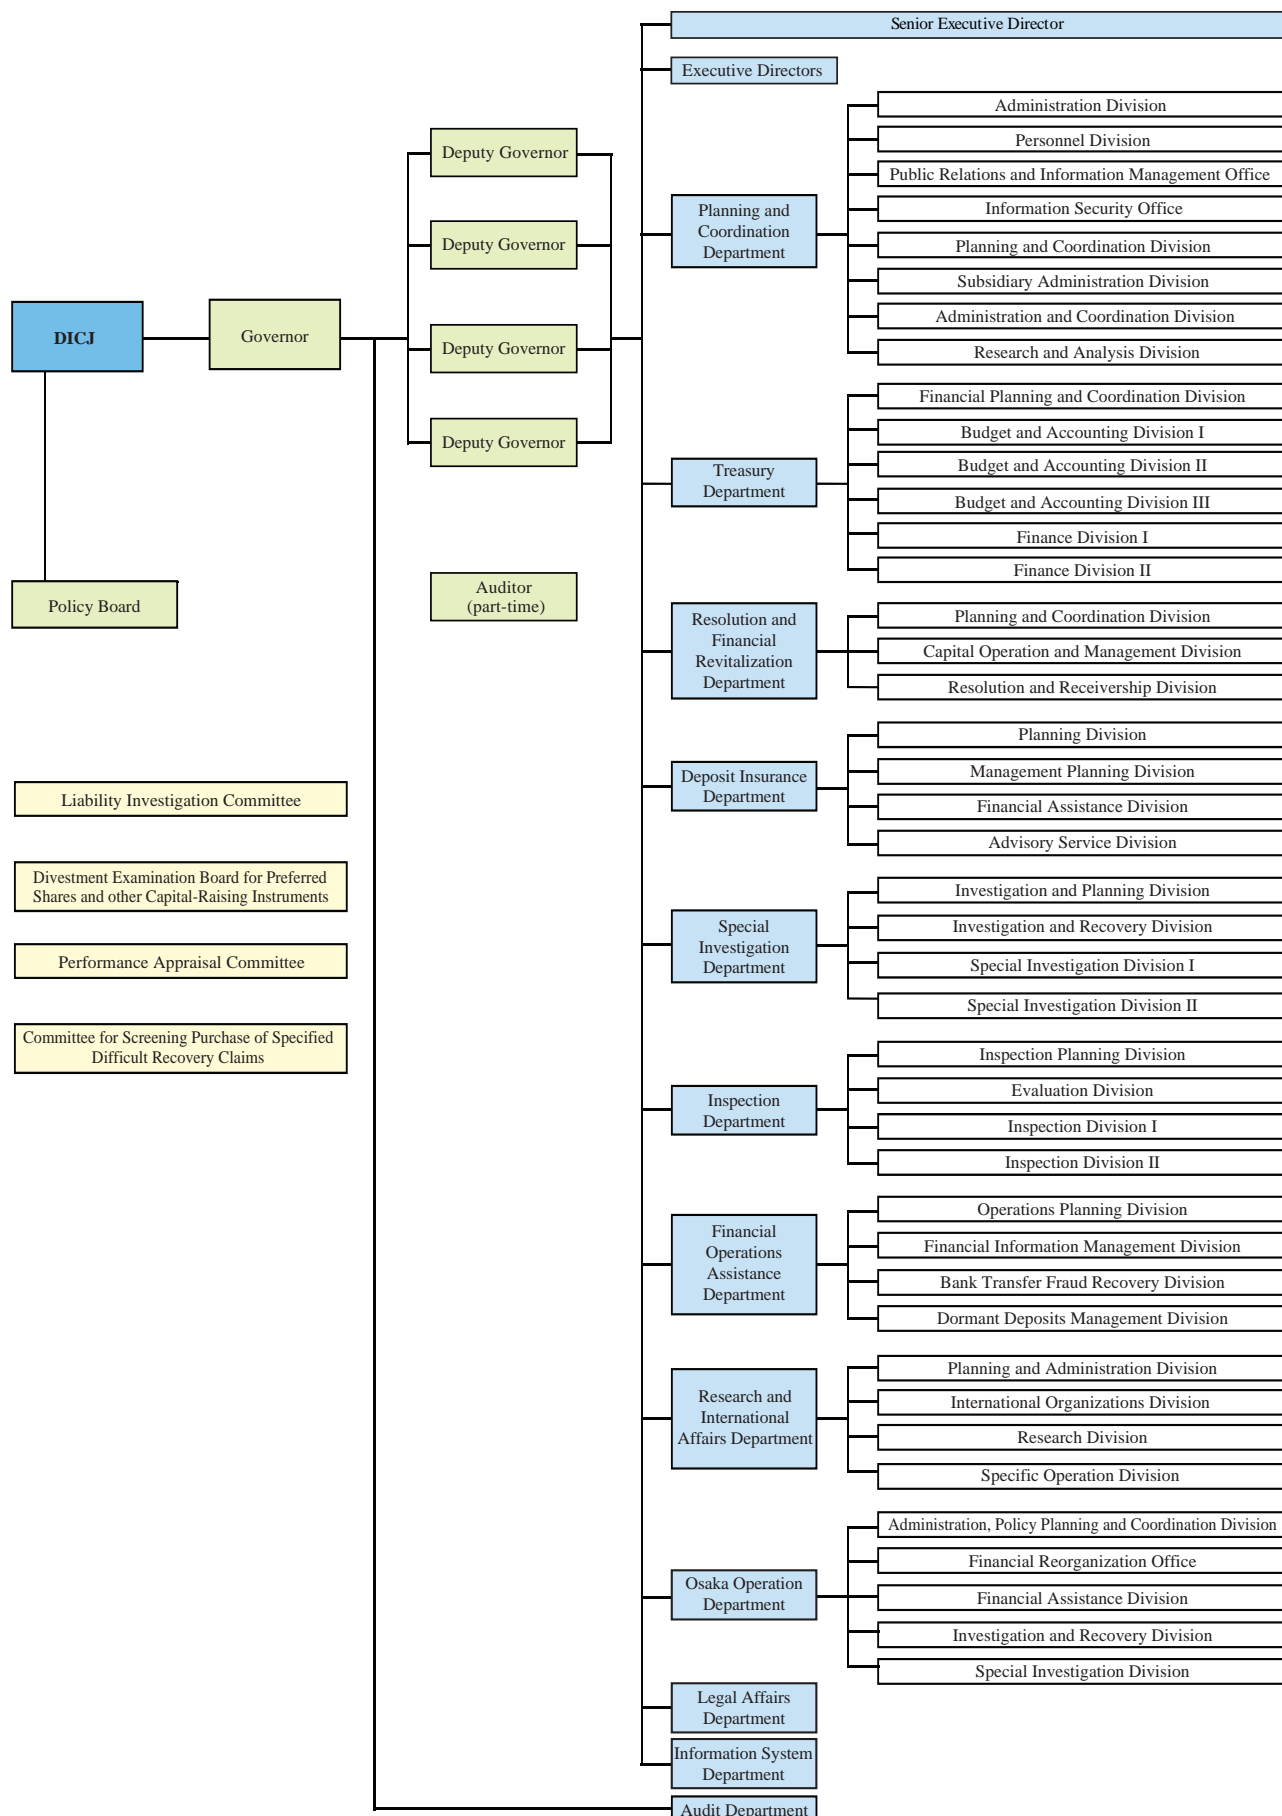 DICJ
Governor
Policy Board
Deputy Governor
Deputy Governor
Deputy Governor
Deputy Governor
Auditor
(part-time)
Liability Investigation Committee
Divestment Examination Board for Preferred
Shares and other Capital-Raising Instruments
Performance Appraisal Committee
Committee for Screening Purchase of Specified
Difficult Recovery Claims
Senior Executive Director
Executive Directors
Planning and
Coordination
Department
Administration Division
Personnel Division
Public Relations and Information Management Office
Information Security Office
Planning and Coordination Division
Subsidiary Administration Division
Administration and Coordination Division
Research and Analysis Division
Treasury
Department
Financial Planning and Coordination Division
Budget and Accounting Division I
Budget and Accounting Division II
Budget and Accounting Division III
Finance Division I
Finance Division II
Resolution and
Financial
Revitalization
Department
Planning and Coordination Division
Capital Operation and Management Division
Resolution and Receivership Division
Deposit Insurance
Department
Planning Division
Management Planning Division
Financial Assistance Division
Advisory Service Division
Special
Investigation
Department
Investigation and Planning Division
Investigation and Recovery Division
Special Investigation Division I
Special Investigation Division II
Inspection
Department
Inspection Planning Division
Evaluation Division
Inspection Division I
Inspection Division II
Financial
Operations
Assistance
Department
Operations Planning Division
Financial Information Management Division
Bank Transfer Fraud Recovery Division
Dormant Deposits Management Division
Research and
International
Affairs Department
Planning and Administration Division
International Organizations Division
Research Division
Specific Operation Division
Osaka Operation
Department
Administration, Policy Planning and Coordination Division
Financial Reorganization Office
Financial Assistance Division
Investigation and Recovery Division
Special Investigation Division
Legal Affairs
Department
Information System
Department
Audit Department